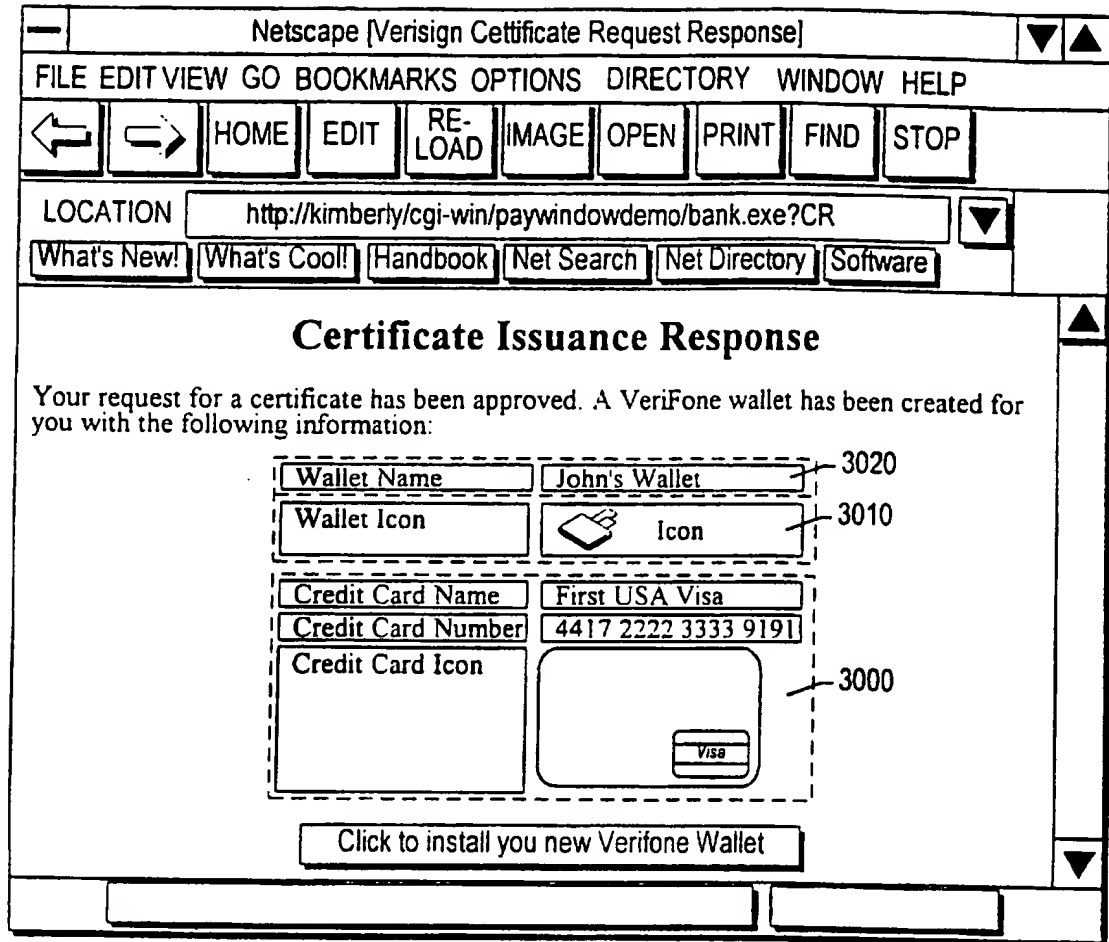 Netscape [Verisign Cettificate Request Response]
FILE EDIT VIEW GO BOOKMARKS OPTIONS DIRECTORY WINDOW HELP
HOME EDIT RE-LOAD IMAGE OPEN PRINT FIND STOP
LOCATION http://kimberly/cgi-win/paywindowdemo/bank.exe?CR
What's New! What's Cool! Handbook Net Search Net Directory Software
Certificate Issuance Response
Your request for a certificate has been approved. A VeriFone wallet has been created for
you with the following information:
Wallet Name John's Wallet 3020
Wallet Icon Icon 3010
Credit Card Name First USA Visa
Credit Card Number 4417 2222 3333 9191
Credit Card Icon 3000
Visa
Click to install you new Verifone Wallet